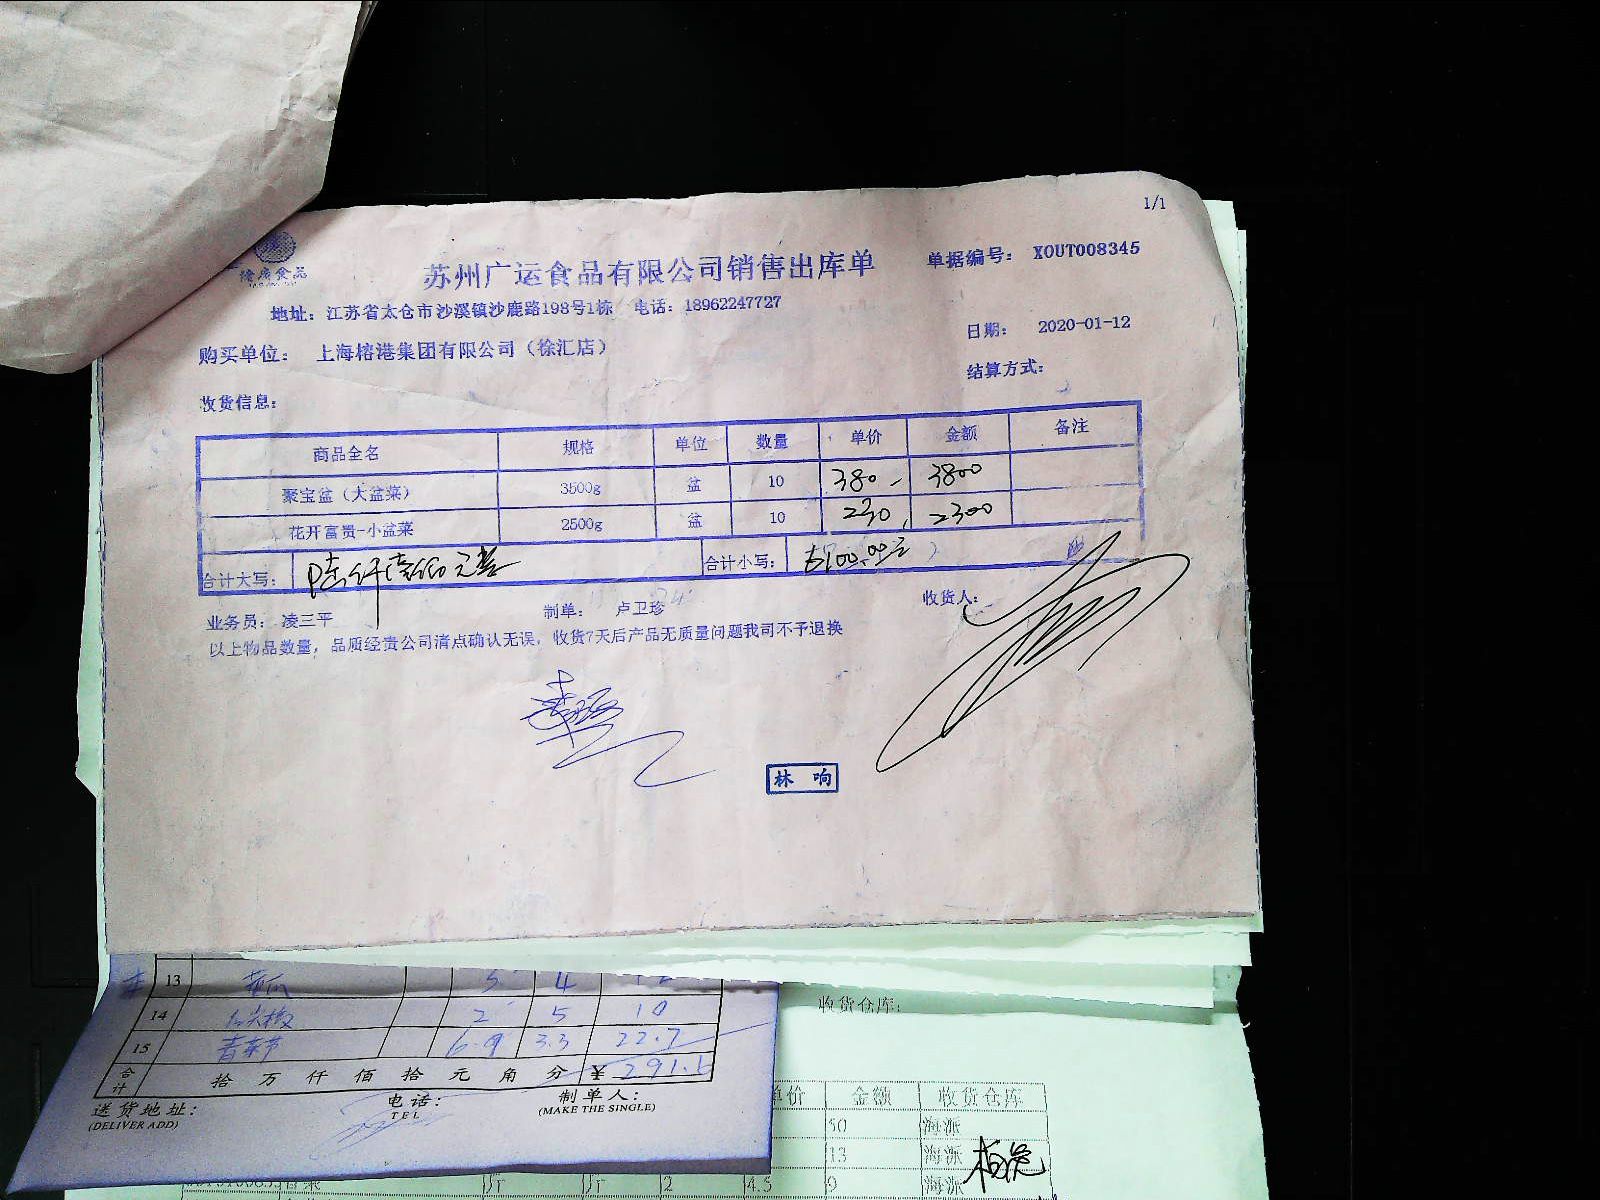 1/1
苏州广运食品有限公司销售出库单
单据编号： XOUT008345
地址：江苏省太仓市沙溪镇沙鹿路198号1栋 电话：18962247727
日期： 2020-01-12
购买单位： 上海榕港集团有限公司（徐汇店）
结算方式：
收货信息：
商品全名 规格 单位 数量 单价 金额 备注
聚宝盆（大盆菜） 3500g 盆 10 380- 3800
花开富贵-小盆菜 2500g 盆 10 230, 2300
合计大写： 陆仟壹佰元整 合计小写： 6100.00元
业务员： 凌三平 制单： 卢卫珍 收货人：
以上物品数量，品质经贵公司清点确认无误，收货7天后产品无质量问题我司不予退换
林 响
13 5 4
14 2 5 10
15 6.9 3.3 22.7
合计 拾 万 仟 佰 拾 元 角 分 ¥ 291.1
送货地址： 电话： 制单人：
(DELIVER ADD) TEL (MAKE THE SINGLE)
收货仓库：
单价 金额 收货仓库
50 海派
13 海派
斤 斤 2 4.5 9 海派